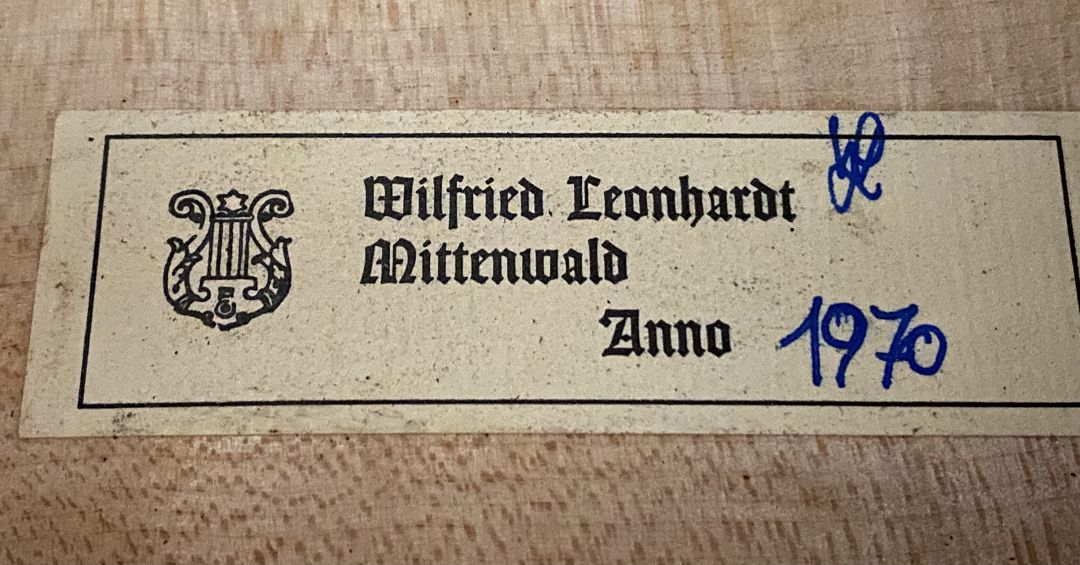 Wilfried Leonhardt
Mittenwald
Anno 1970